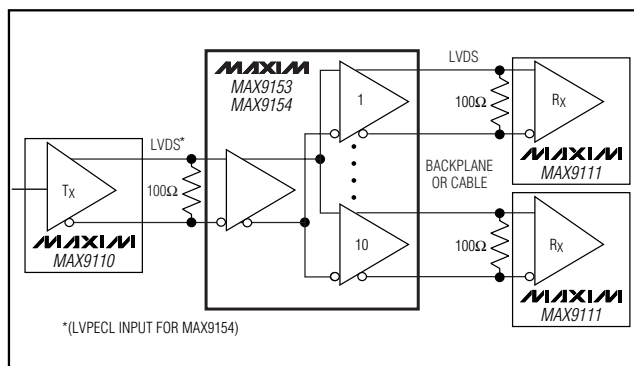 MAXIM
MAX9153
MAX9154
LVDS
1
100Ω
RX
MAXIM
MAX9111
LVDS*
TX
100Ω
MAXIM
MAX9110
BACKPLANE
OR CABLE
10
100Ω
RX
MAXIM
MAX9111
*(LVPECL INPUT FOR MAX9154)